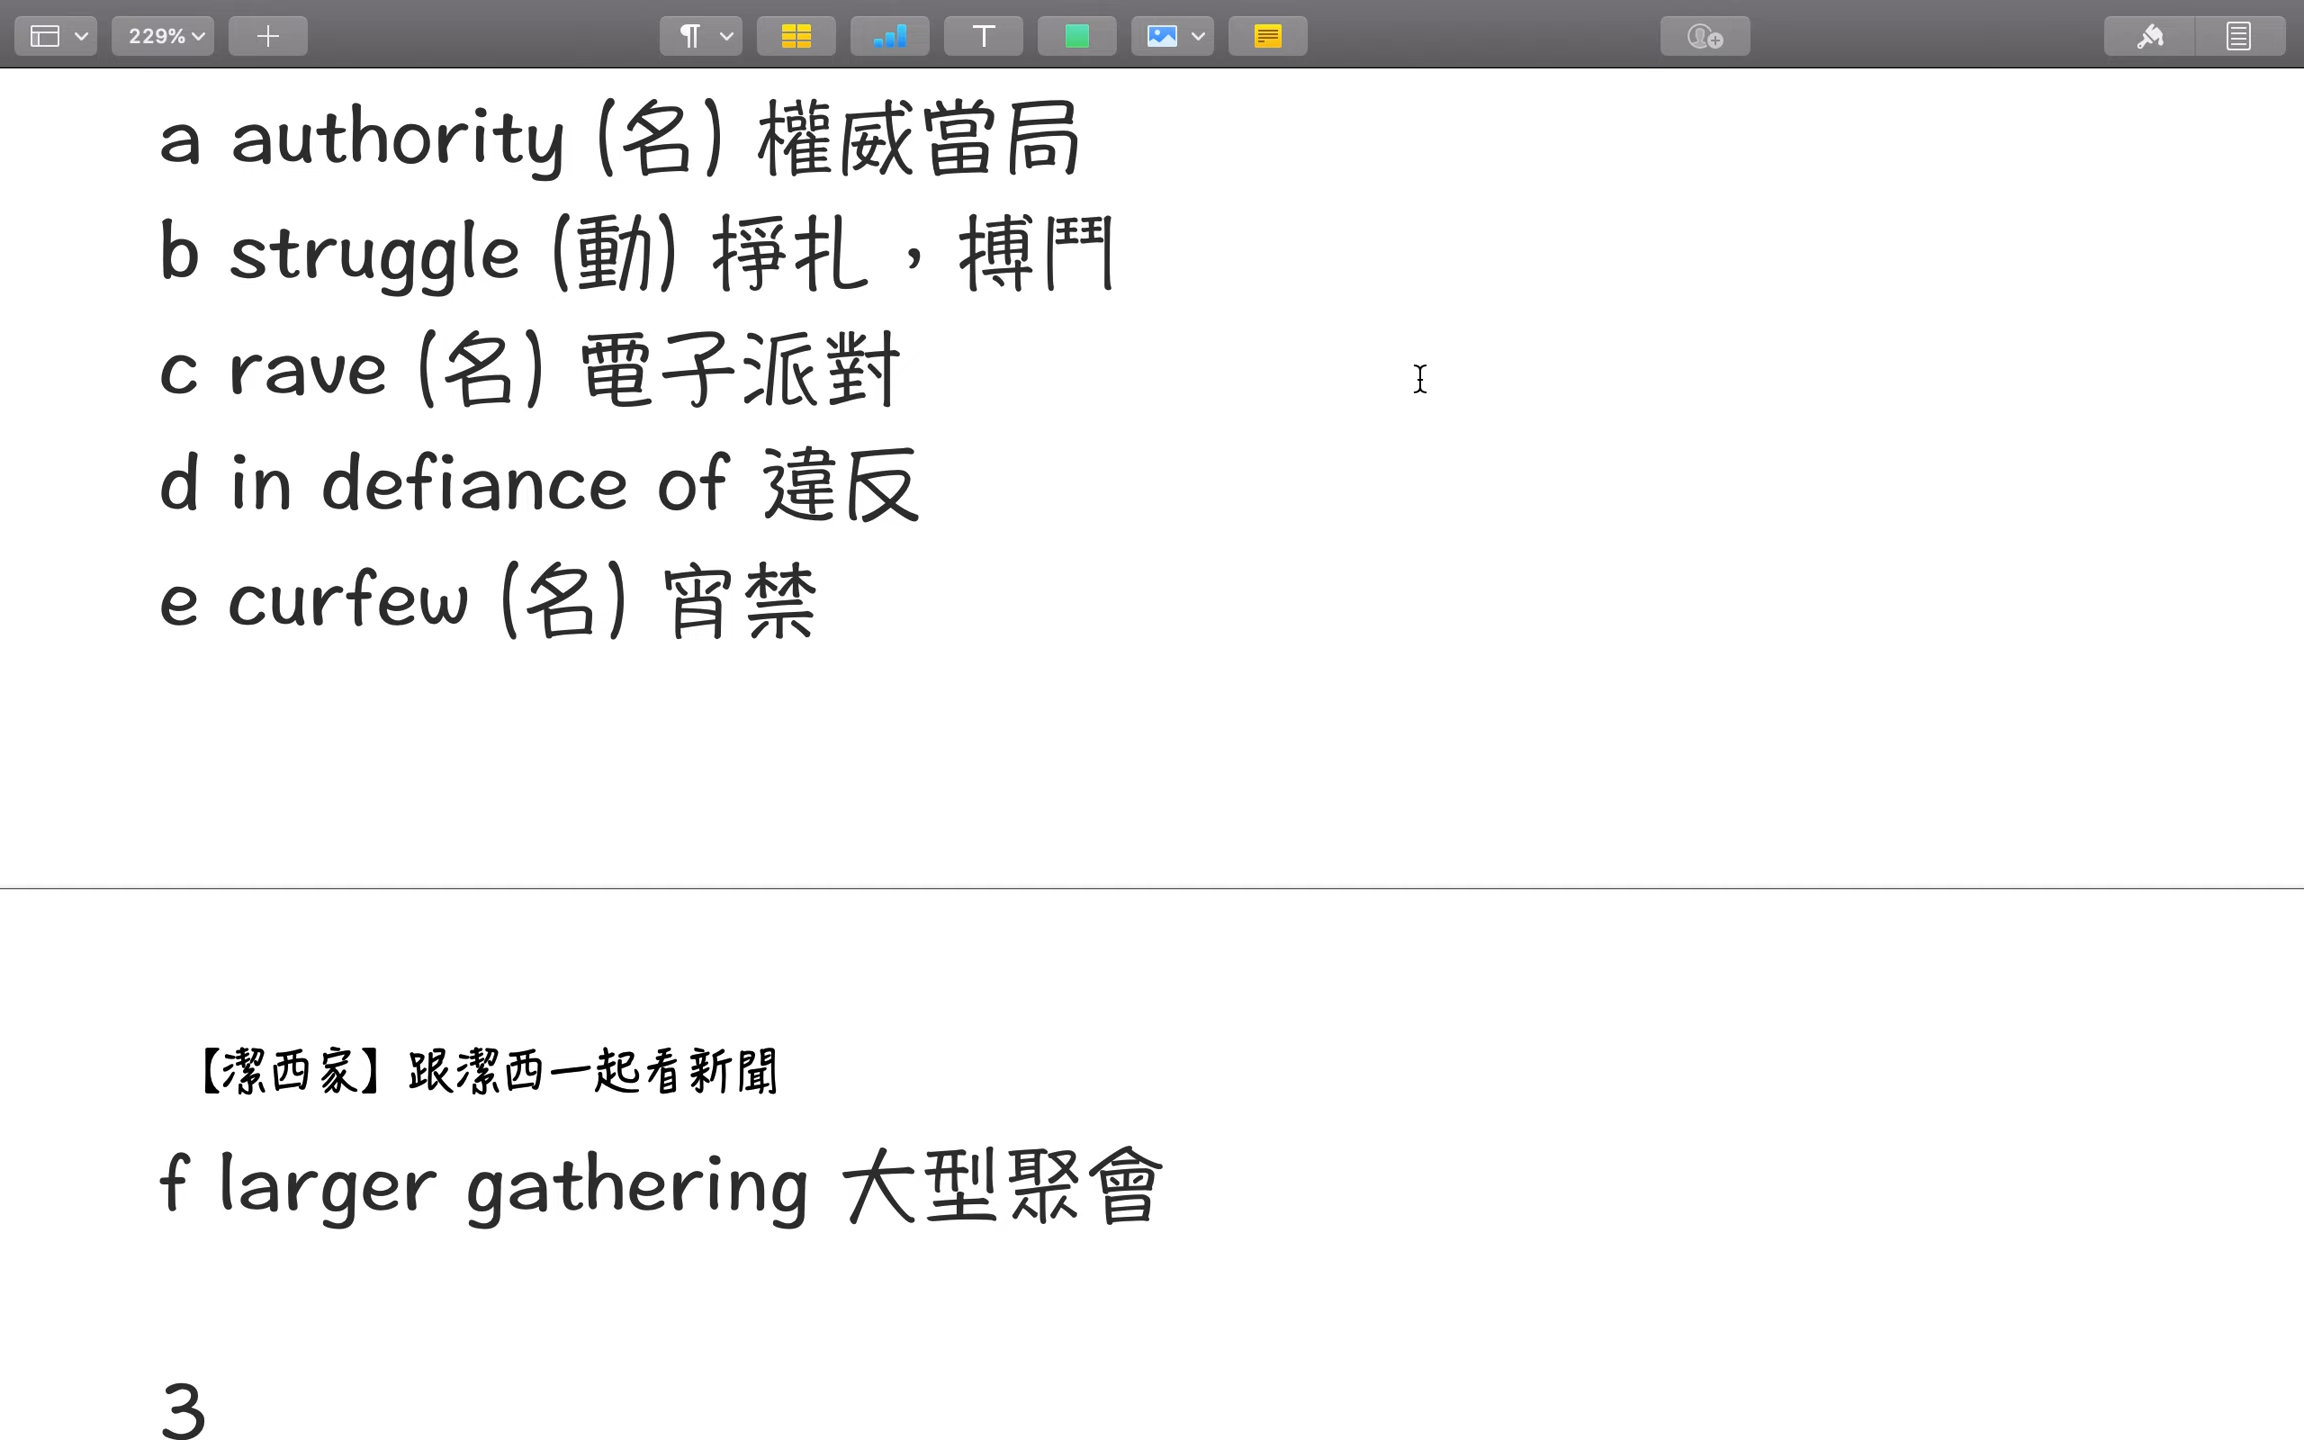 229%
a authority (名) 權威當局
b struggle (動) 掙扎，搏鬥
c rave (名) 電子派對
d in defiance of 違反
e curfew (名) 宵禁
【潔西家】跟潔西一起看新聞
f larger gathering 大型聚會
3